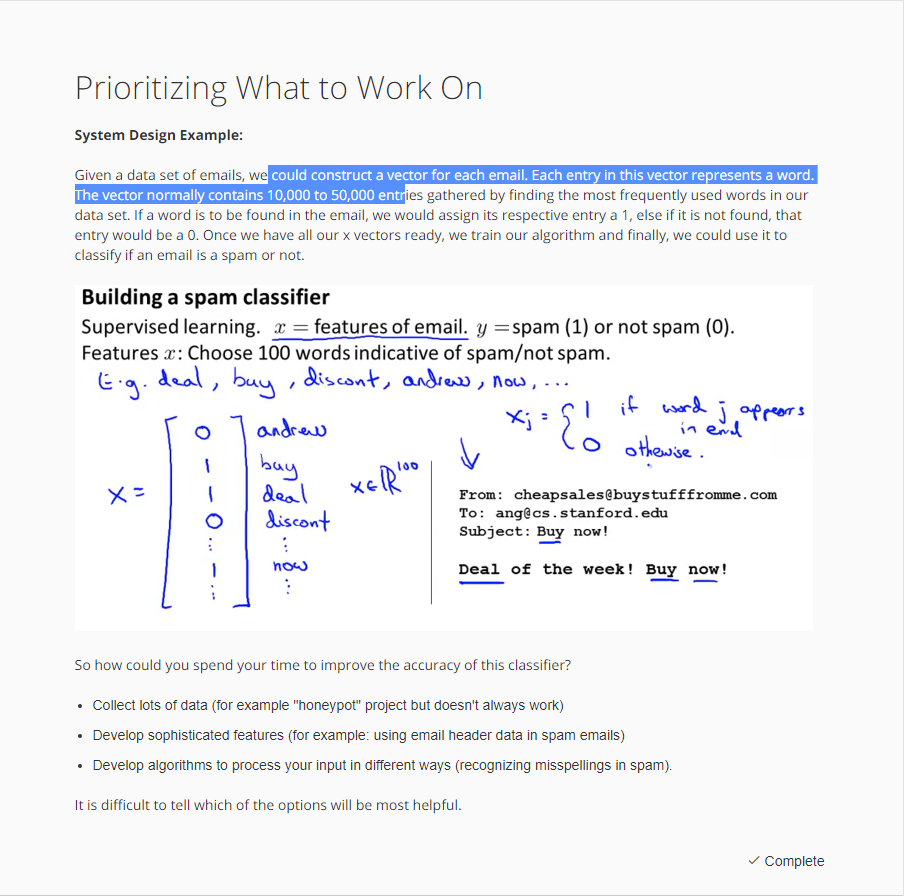 Prioritizing What to Work On
System Design Example:
Given a data set of emails, we could construct a vector for each email. Each entry in this vector represents a word.
The vector normally contains 10,000 to 50,000 entries gathered by finding the most frequently used words in our
data set. If a word is to be found in the email, we would assign its respective entry a 1, else if it is not found, that
entry would be a 0. Once we have all our x vectors ready, we train our algorithm and finally, we could use it to
classify if an email is a spam or not.
Building a spam classifier
Supervised learning. x = features of email. y = spam (1) or not spam (0).
Features x: Choose 100 words indicative of spam/not spam.
E.g. deal, buy, discont, andrew, now, ...
xj = { 1 if word j appears
in email
0 othewise.
x =
0 andrew
1 buy
1 deal
0 discont
⋮ ⋮
1 now
⋮ ⋮
x∈ℝ¹⁰⁰
From: cheapsales@buystufffromme.com
To: ang@cs.stanford.edu
Subject: Buy now!
Deal of the week! Buy now!
So how could you spend your time to improve the accuracy of this classifier?
• Collect lots of data (for example "honeypot" project but doesn't always work)
• Develop sophisticated features (for example: using email header data in spam emails)
• Develop algorithms to process your input in different ways (recognizing misspellings in spam).
It is difficult to tell which of the options will be most helpful.
✓ Complete